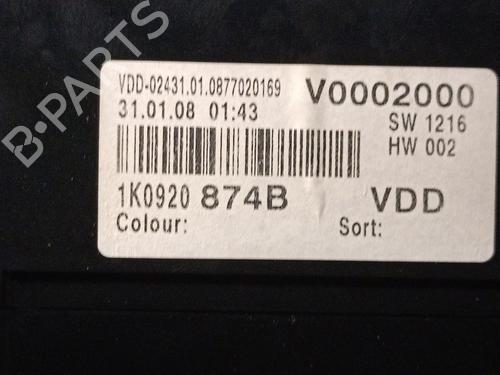 VDD-02431.01.0877020169 V0002000
31.01.08 01:43 SW 1216
HW 002
1K0920 874B VDD
Colour: Sort:
B-PARTS